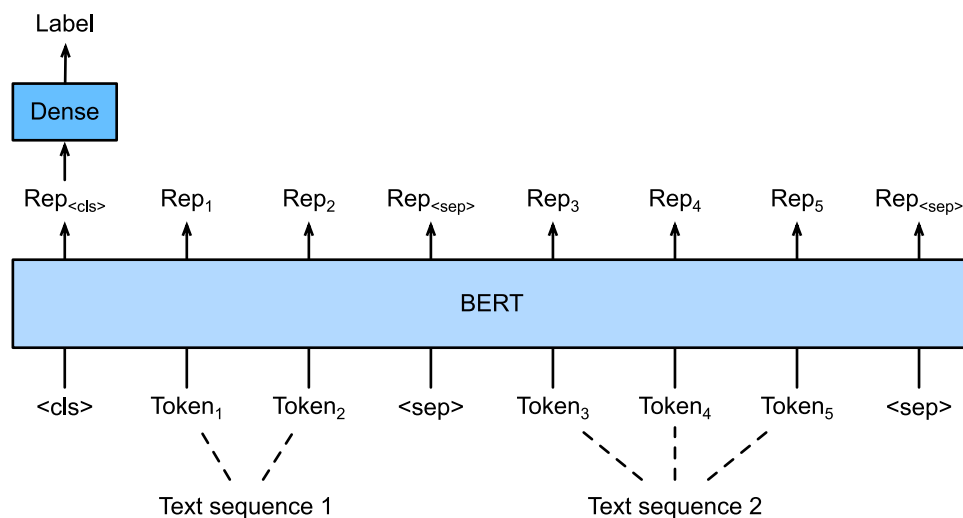 Label
Dense
Rep<cls> Rep1 Rep2 Rep<sep> Rep3 Rep4 Rep5 Rep<sep>
BERT
<cls> Token1 Token2 <sep> Token3 Token4 Token5 <sep>
Text sequence 1 Text sequence 2